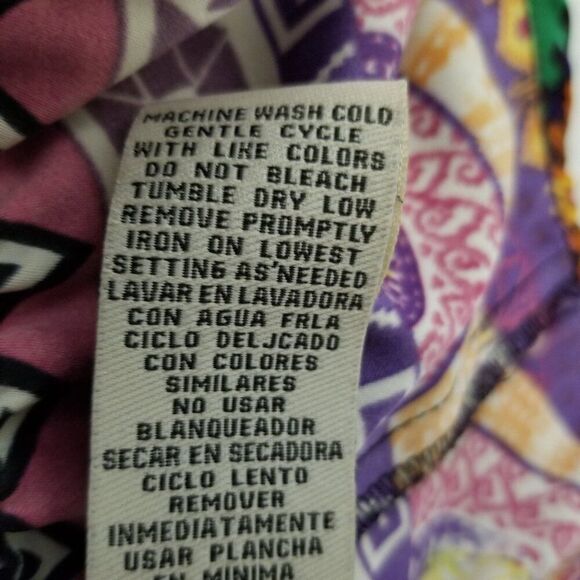 MACHINE WASH COLD
GENTLE CYCLE
WITH LIKE COLORS
DO NOT BLEACH
TUMBLE DRY LOW
REMOVE PROMPTLY
IRON ON LOWEST
SETTING AS'NEEDED
LAVAR EN LAVADORA
CON AGUA FRLA
CICLO DELJCADO
CON COLORES
SIMILARES
NO USAR
BLANQUEADOR
SECAR EN SECADORA
CICLO LENTO
REMOVER
INMEDIATAMENTE
USAR PLANCHA
EN MINIMA